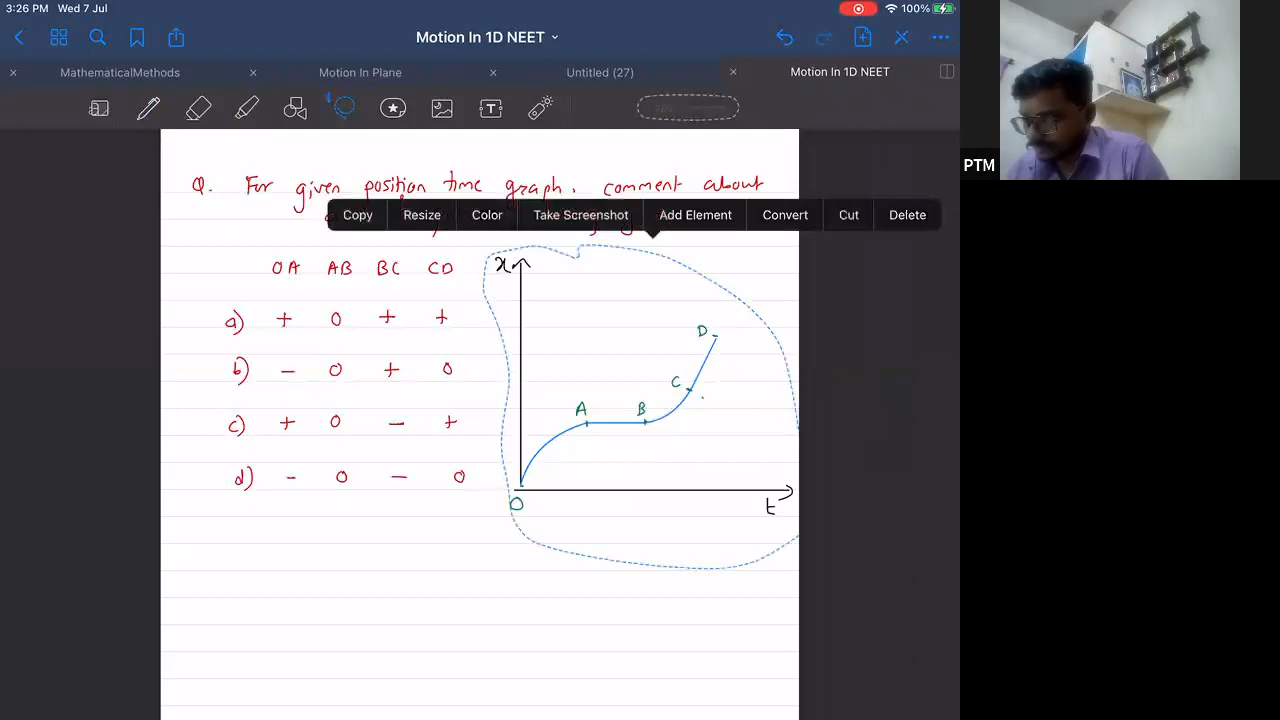 3:26 PM Wed 7 Jul
100%
Motion In 1D NEET
MathematicalMethods
Motion In Plane
Untitled (27)
Motion In 1D NEET
T
PTM
Q. For given position time graph, comment about
Copy Resize Color Take Screenshot Add Element Convert Cut Delete
OA AB BC CD
a) + 0 + +
b) - 0 + 0
c) + 0 - +
d) - 0 - 0
x
D
C
A B
O
t